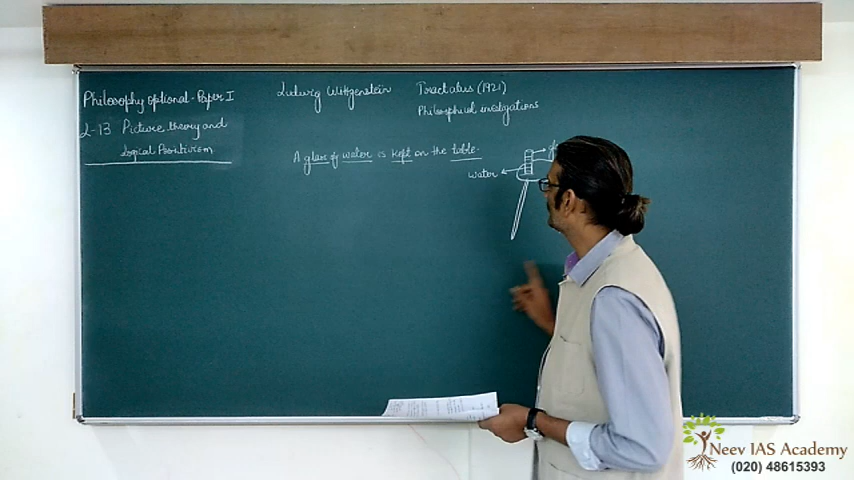 Philosophy optional - Paper I
L-13 Picture theory and
Logical Positivism
Ludwig Wittgenstein
Tractatus (1921)
Philosophical investigations
A glass of water is kept on the table.
water
Neev IAS Academy
(020) 48615393